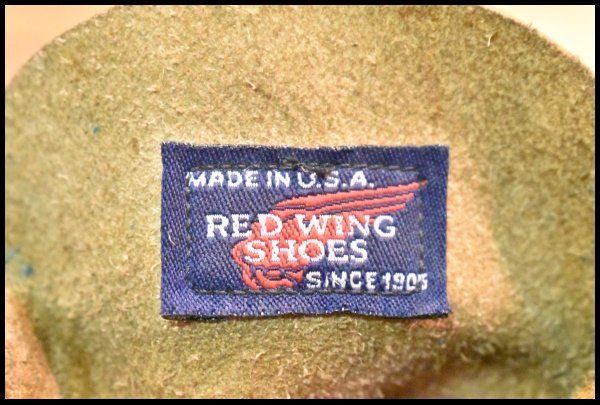 MADE IN U.S.A.
RED WING
SHOES
SINCE 1905